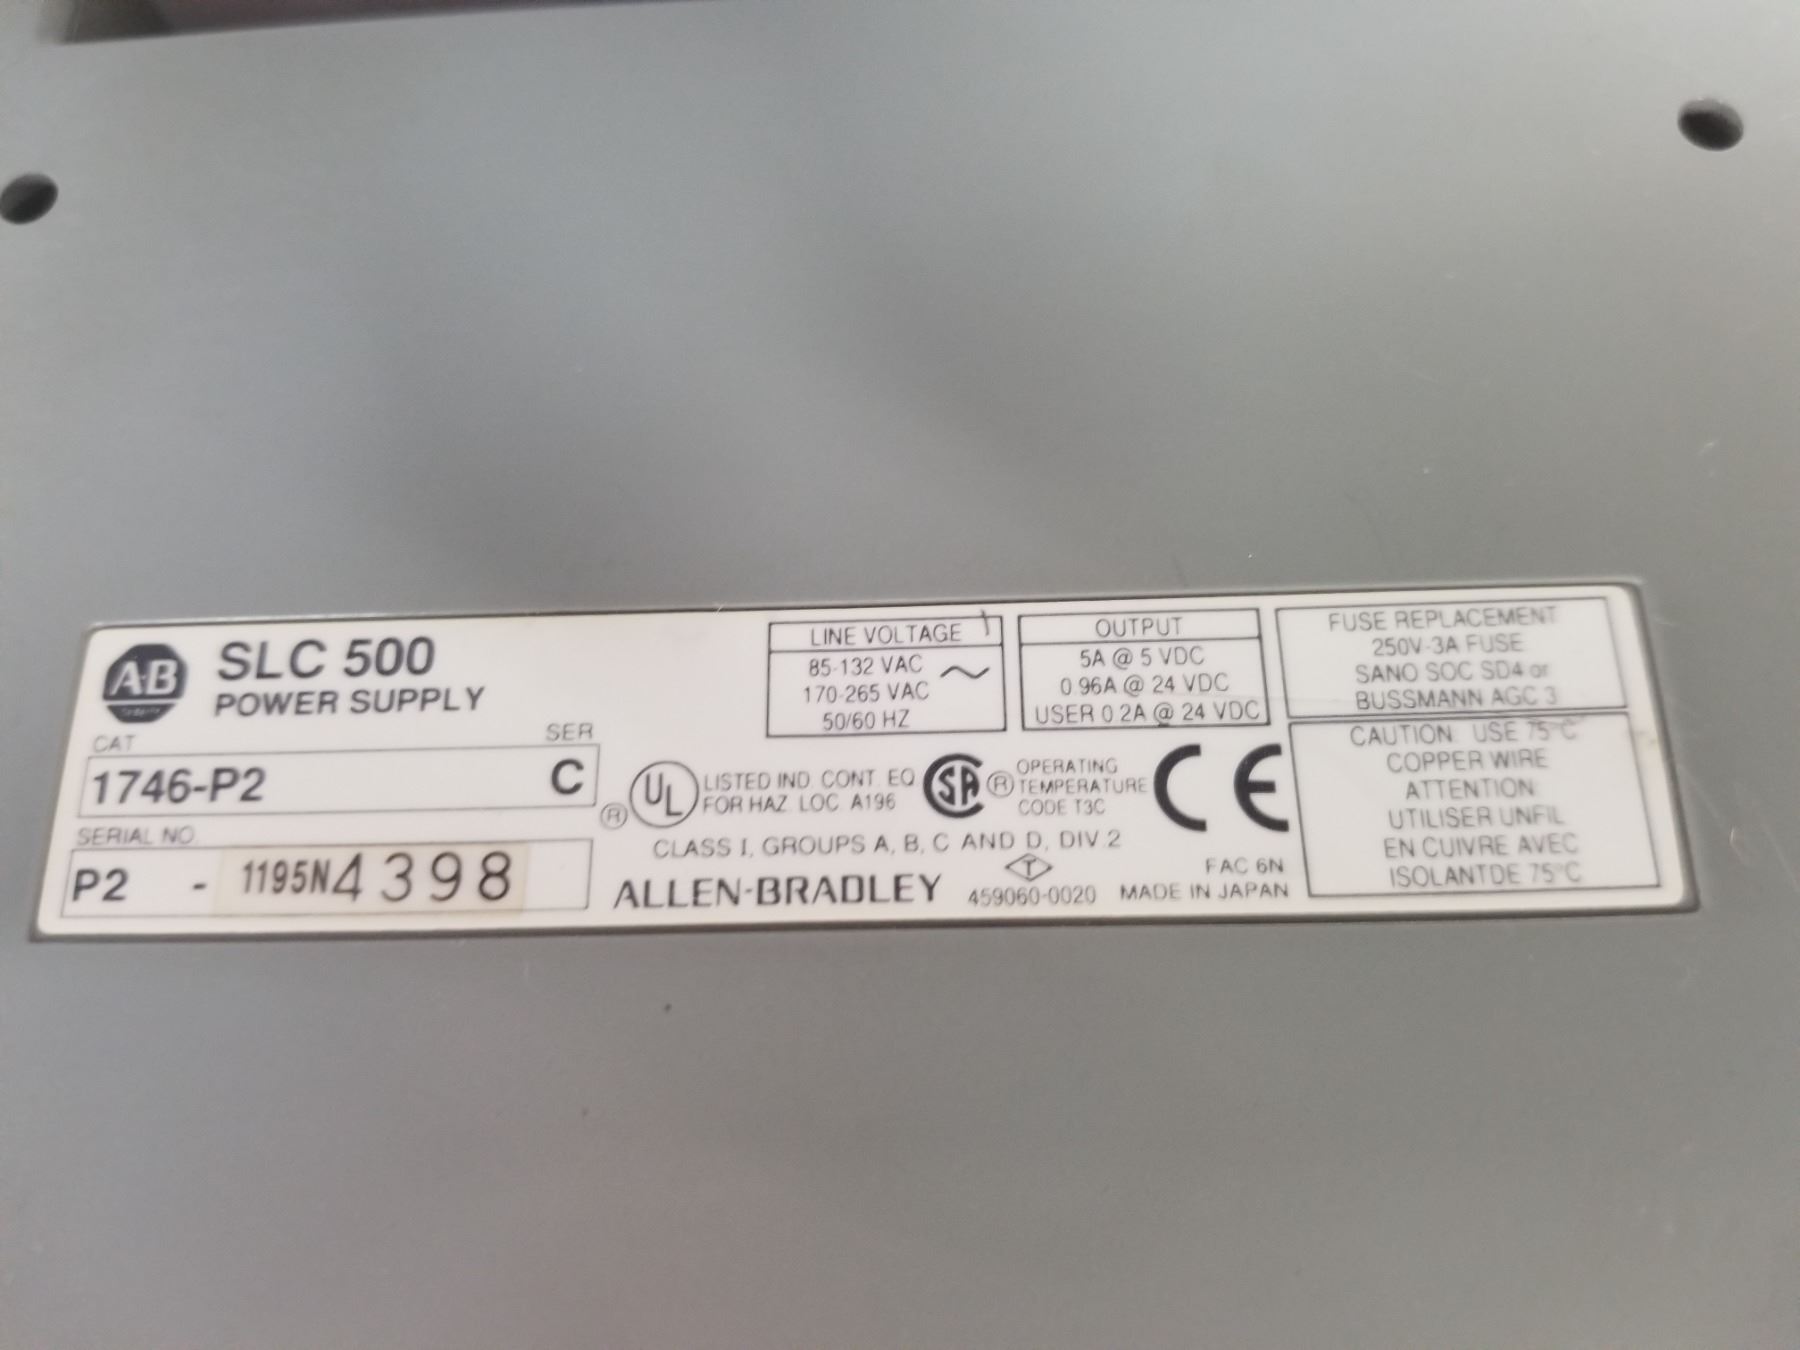 A·B
SLC 500
POWER SUPPLY
CAT
SER
1746-P2
C
SERIAL NO.
P2 - 1195N4398
LINE VOLTAGE
85-132 VAC
170-265 VAC
50/60 HZ
OUTPUT
5A @ 5 VDC
0.96A @ 24 VDC
USER 0.2A @ 24 VDC
FUSE REPLACEMENT
250V-3A FUSE
SANO SOC SD4 or
BUSSMANN AGC 3
CAUTION: USE 75°C
COPPER WIRE
ATTENTION:
UTILISER UNFIL
EN CUIVRE AVEC
ISOLANTDE 75°C
® UL LISTED IND. CONT. EQ.
FOR HAZ. LOC. A196
SA ® OPERATING
TEMPERATURE
CODE T3C
CE
CLASS I, GROUPS A, B, C AND D, DIV.2
ALLEN-BRADLEY
T
459060-0020
FAC 6N
MADE IN JAPAN